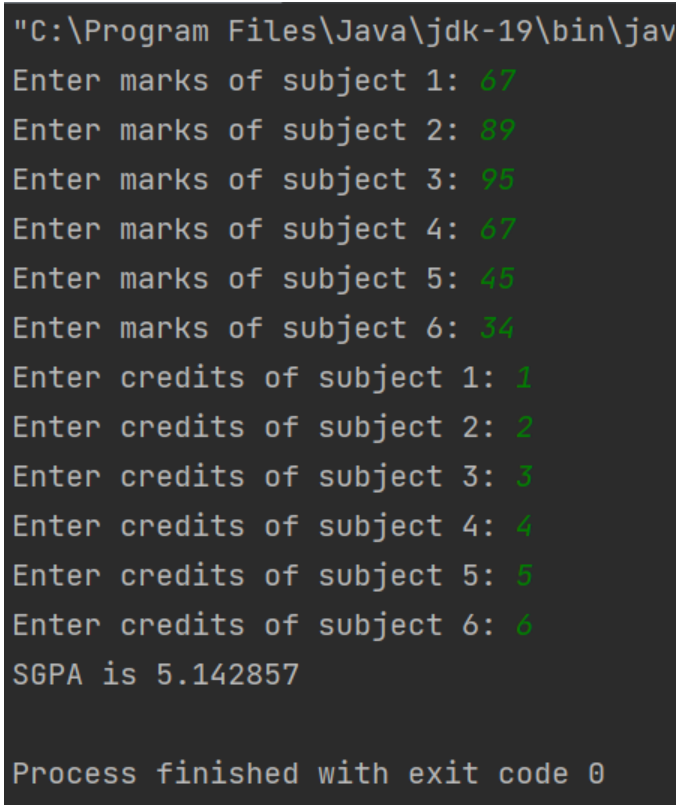 "C:\Program Files\Java\jdk-19\bin\jav
Enter marks of subject 1: 67
Enter marks of subject 2: 89
Enter marks of subject 3: 95
Enter marks of subject 4: 67
Enter marks of subject 5: 45
Enter marks of subject 6: 34
Enter credits of subject 1: 1
Enter credits of subject 2: 2
Enter credits of subject 3: 3
Enter credits of subject 4: 4
Enter credits of subject 5: 5
Enter credits of subject 6: 6
SGPA is 5.142857
Process finished with exit code 0